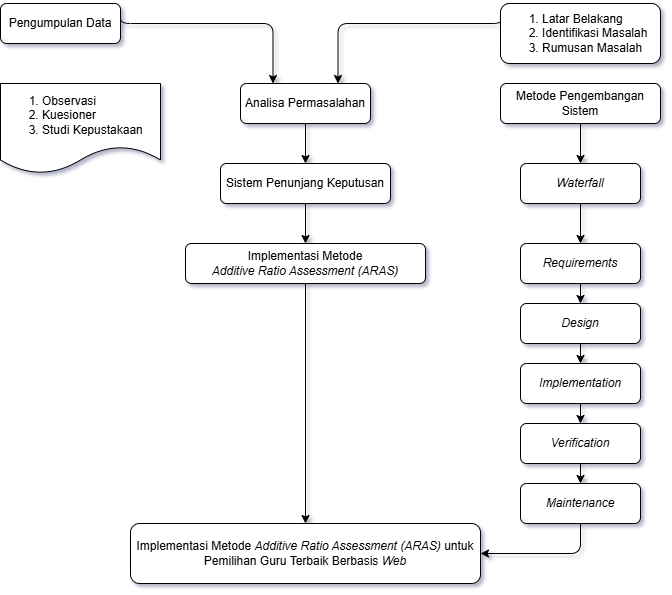 Pengumpulan Data
1. Latar Belakang
2. Identifikasi Masalah
3. Rumusan Masalah
1. Observasi
2. Kuesioner
3. Studi Kepustakaan
Analisa Permasalahan
Metode Pengembangan
Sistem
Sistem Penunjang Keputusan
Waterfall
Implementasi Metode
Additive Ratio Assessment (ARAS)
Requirements
Design
Implementation
Verification
Maintenance
Implementasi Metode Additive Ratio Assessment (ARAS) untuk
Pemilihan Guru Terbaik Berbasis Web